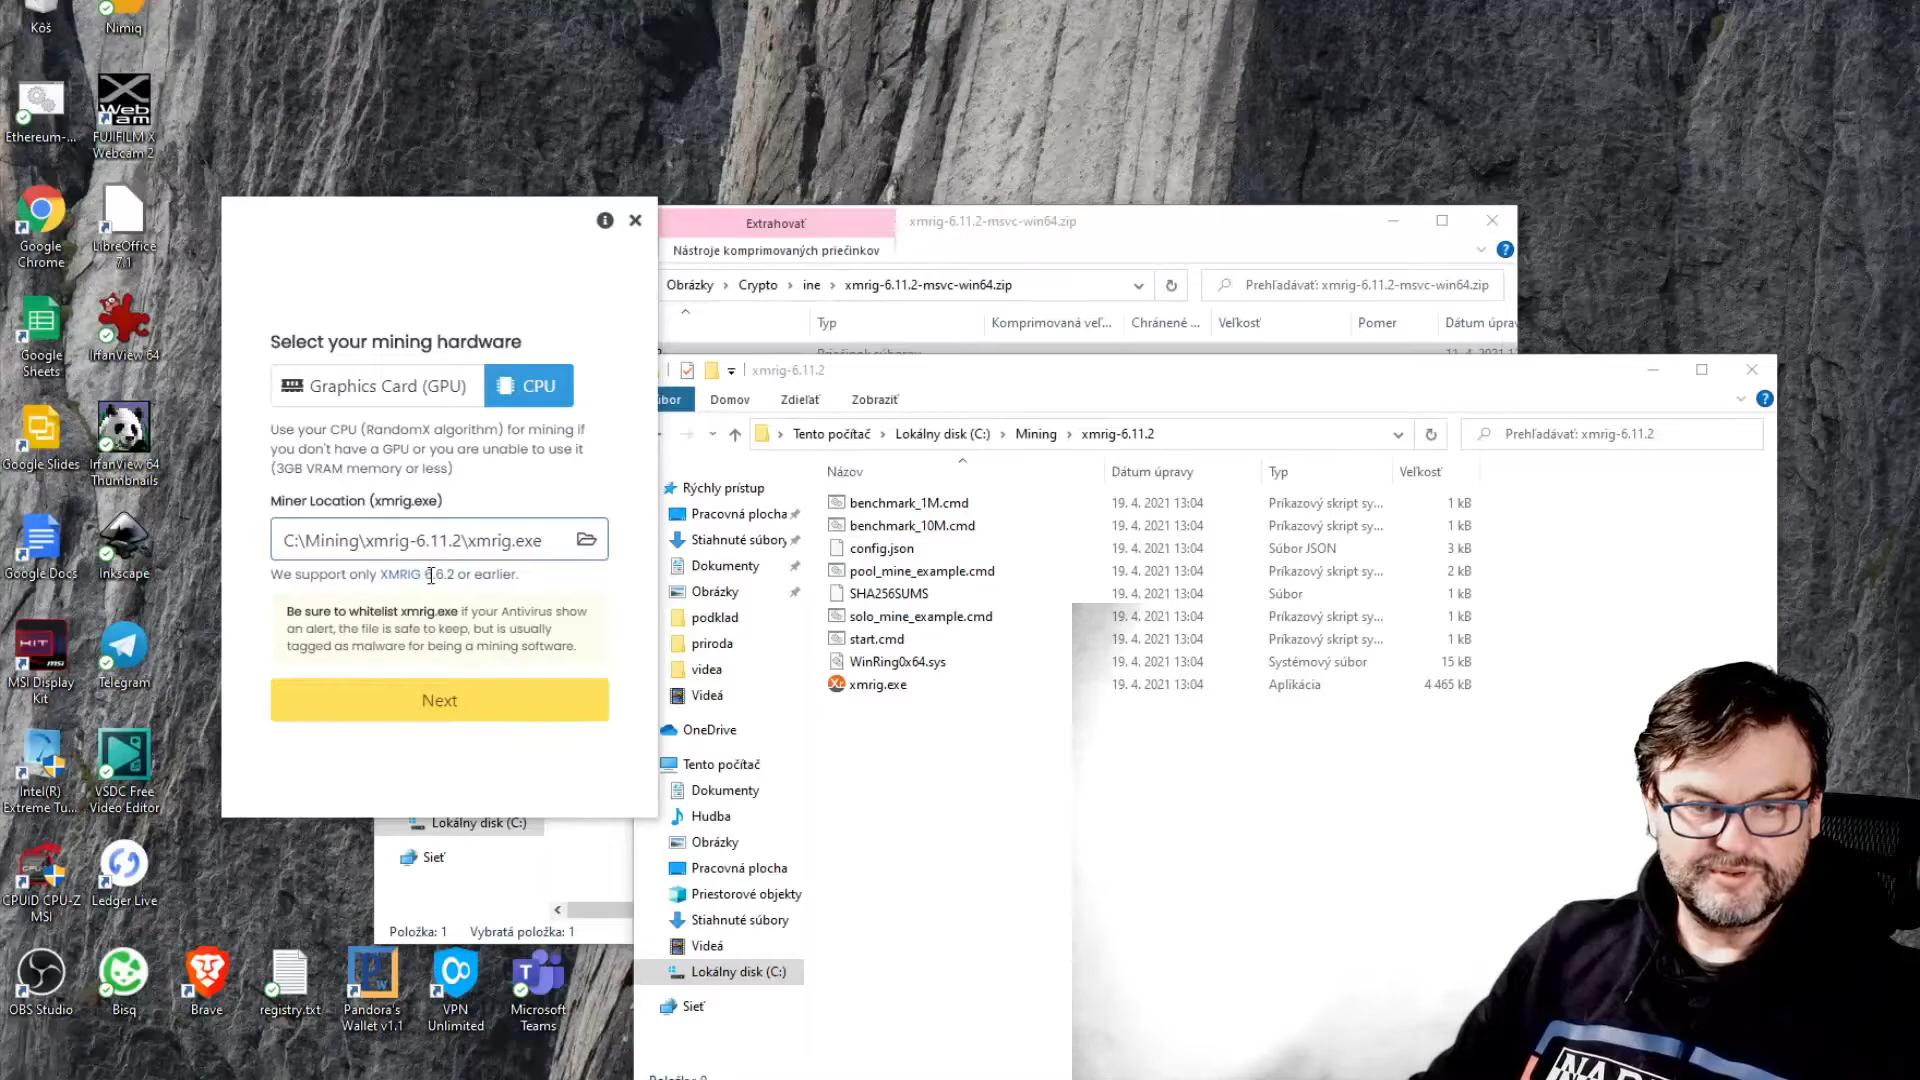 Kôš
Nimiq
Ethereum-...
FUJIFILM X
Webcam 2
Web
am
Google
Chrome
LibreOffice
7.1
Google
Sheets
IrfanView 64
Google Slides
IrfanView 64
Thumbnails
Google Docs
Inkscape
MSI Display
Kit
Telegram
Intel(R)
Extreme Tu...
VSDC Free
Video Editor
CPUID CPU-Z
MSI
Ledger Live
OBS Studio
Bisq
Brave
registry.txt
Pandora's
Wallet v1.1
VPN
Unlimited
Microsoft
Teams
Select your mining hardware
Graphics Card (GPU)
CPU
Use your CPU (RandomX algorithm) for mining if
you don't have a GPU or you are unable to use it
(3GB VRAM memory or less)
Miner Location (xmrig.exe)
C:\Mining\xmrig-6.11.2\xmrig.exe
We support only XMRIG 6.6.2 or earlier.
Be sure to whitelist xmrig.exe if your Antivirus show
an alert, the file is safe to keep, but is usually
tagged as malware for being a mining software.
Next
Lokálny disk (C:)
Sieť
Položka: 1 Vybratá položka: 1
Extrahovať
xmrig-6.11.2-msvc-win64.zip
Nástroje komprimovaných priečinkov
Obrázky › Crypto › ine › xmrig-6.11.2-msvc-win64.zip
Prehľadávať: xmrig-6.11.2-msvc-win64.zip
Typ Komprimovaná veľ... Chránené ... Veľkosť Pomer Dátum úprav
xmrig-6.11.2
Domov Zdieľať Zobraziť
Tento počítač › Lokálny disk (C:) › Mining › xmrig-6.11.2
Prehľadávať: xmrig-6.11.2
Rýchly prístup
Pracovná plocha
Stiahnuté súbory
Dokumenty
Obrázky
podklad
priroda
videa
Videá
OneDrive
Tento počítač
Dokumenty
Hudba
Obrázky
Pracovná plocha
Priestorové objekty
Stiahnuté súbory
Videá
Lokálny disk (C:)
Sieť
Názov Dátum úpravy Typ Veľkosť
benchmark_1M.cmd 19. 4. 2021 13:04 Príkazový skript sy... 1 kB
benchmark_10M.cmd 19. 4. 2021 13:04 Príkazový skript sy... 1 kB
config.json 19. 4. 2021 13:04 Súbor JSON 3 kB
pool_mine_example.cmd 19. 4. 2021 13:04 Príkazový skript sy... 2 kB
SHA256SUMS 19. 4. 2021 13:04 Súbor 1 kB
solo_mine_example.cmd 19. 4. 2021 13:04 Príkazový skript sy... 1 kB
start.cmd 19. 4. 2021 13:04 Príkazový skript sy... 1 kB
WinRing0x64.sys 19. 4. 2021 13:04 Systémový súbor 15 kB
xmrig.exe 19. 4. 2021 13:04 Aplikácia 4 465 kB